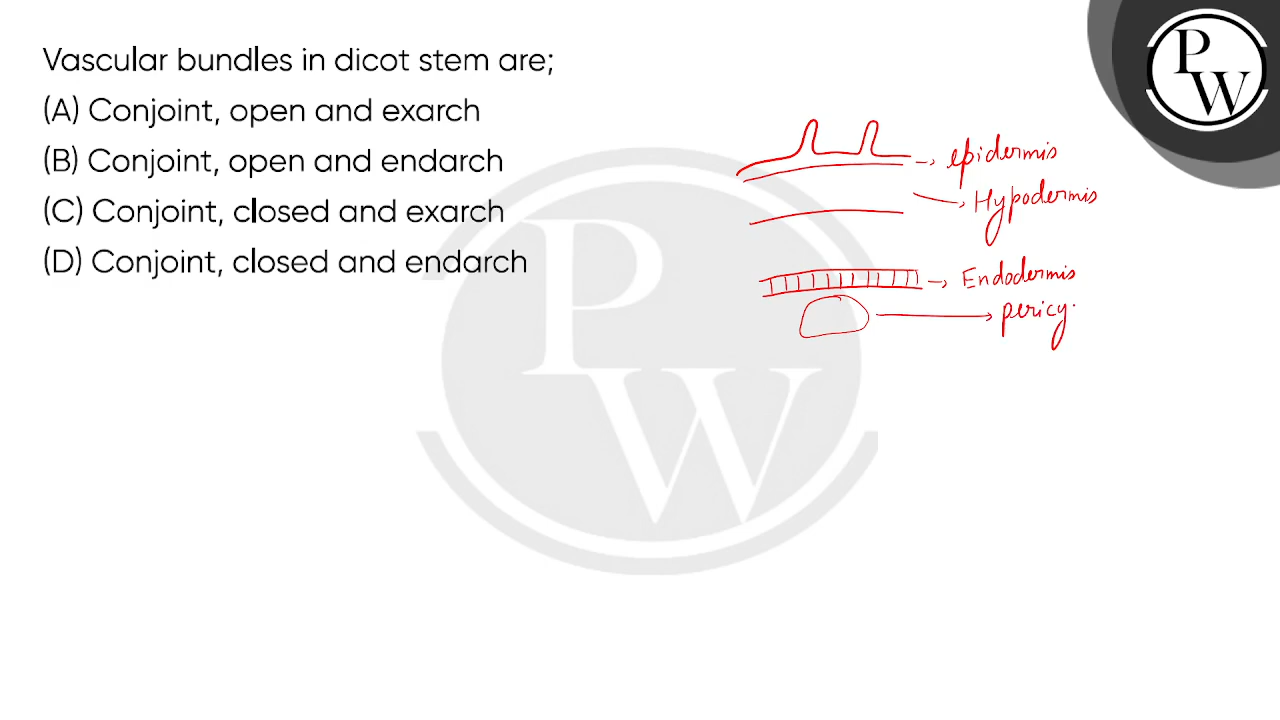 Vascular bundles in dicot stem are;
(A) Conjoint, open and exarch
(B) Conjoint, open and endarch
(C) Conjoint, closed and exarch
(D) Conjoint, closed and endarch
epidermis
Hypodermis
Endodermis
pericy.
PW
PW